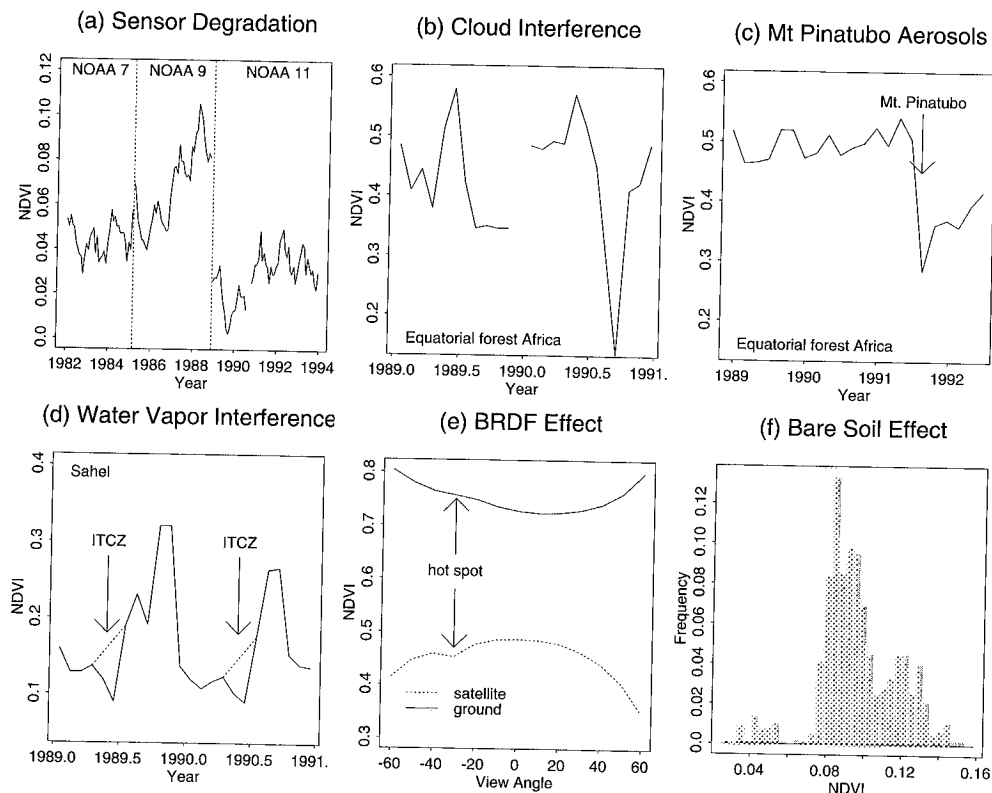 (a) Sensor Degradation
NOAA 7 NOAA 9 NOAA 11
0.12
0.10
0.08
0.06
0.04
0.02
0.0
NDVI
1982 1984 1986 1988 1990 1992 1994
Year
(b) Cloud Interference
0.6
0.5
0.4
0.3
0.2
NDVI
Equatorial forest Africa
1989.0 1989.5 1990.0 1990.5 1991.
Year
(c) Mt Pinatubo Aerosols
0.6
0.5
0.4
0.3
0.2
NDVI
Mt. Pinatubo
Equatorial forest Africa
1989 1990 1991 1992
Year
(d) Water Vapor Interference
0.4
0.3
0.2
0.1
NDVI
Sahel
ITCZ ITCZ
1989.0 1989.5 1990.0 1990.5 1991.
Year
(e) BRDF Effect
0.8
0.7
0.6
0.5
0.4
0.3
NDVI
hot spot
satellite
ground
-60 -40 -20 0 20 40 60
View Angle
(f) Bare Soil Effect
0.12
0.10
0.08
0.06
0.04
0.02
0.0
Frequency
0.04 0.08 0.12 0.16
NDVI